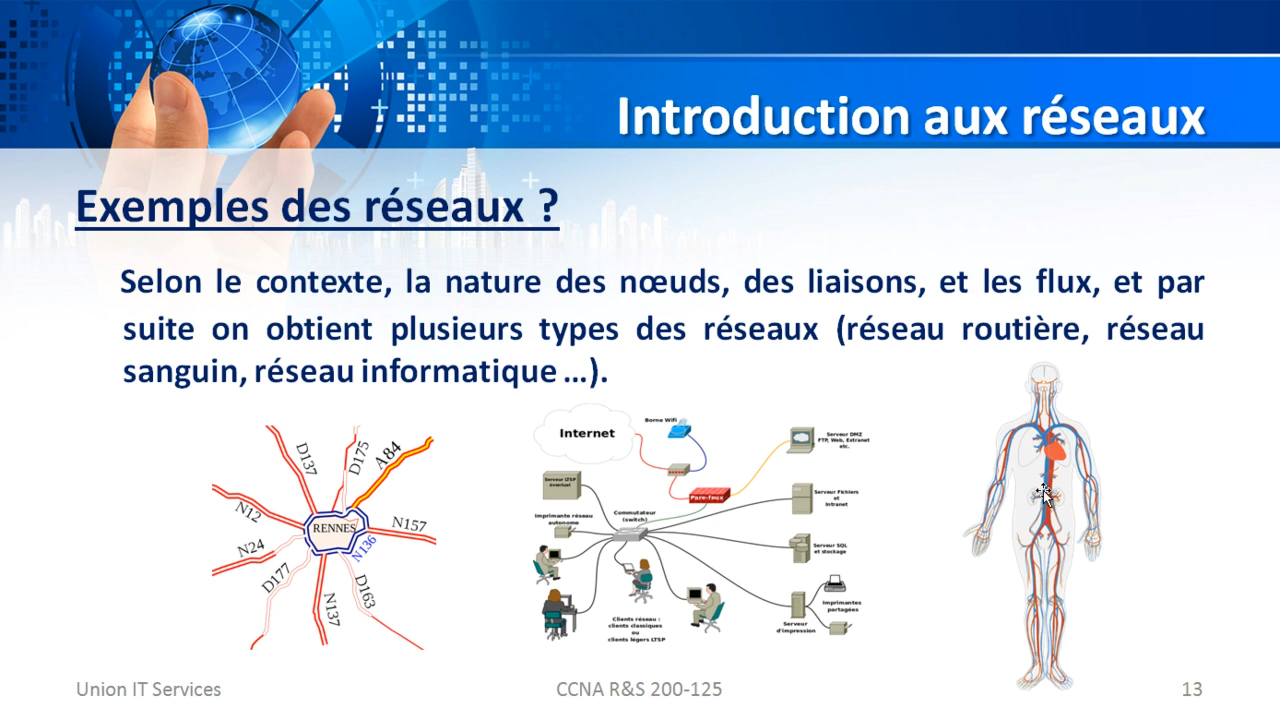 Introduction aux réseaux
Exemples des réseaux ?
Selon le contexte, la nature des nœuds, des liaisons, et les flux, et par
suite on obtient plusieurs types des réseaux (réseau routière, réseau
sanguin, réseau informatique ...).
D137
D175
A84
N12
RENNES
N157
N24
N136
D177
D163
N137
Internet
Borne Wifi
Serveur DMZ
FTP, Web, Extranet
etc.
Serveur LTSP
éventuel
Pare-feux
Serveur Fichiers
et
Intranet
Imprimante réseau
autonome
Commutateur
(switch)
Serveur SQL
et stockage
Imprimantes
partagées
Clients réseau :
clients classiques
ou
clients légers LTSP
Serveur
d'impression
Union IT Services
CCNA R&S 200-125
13